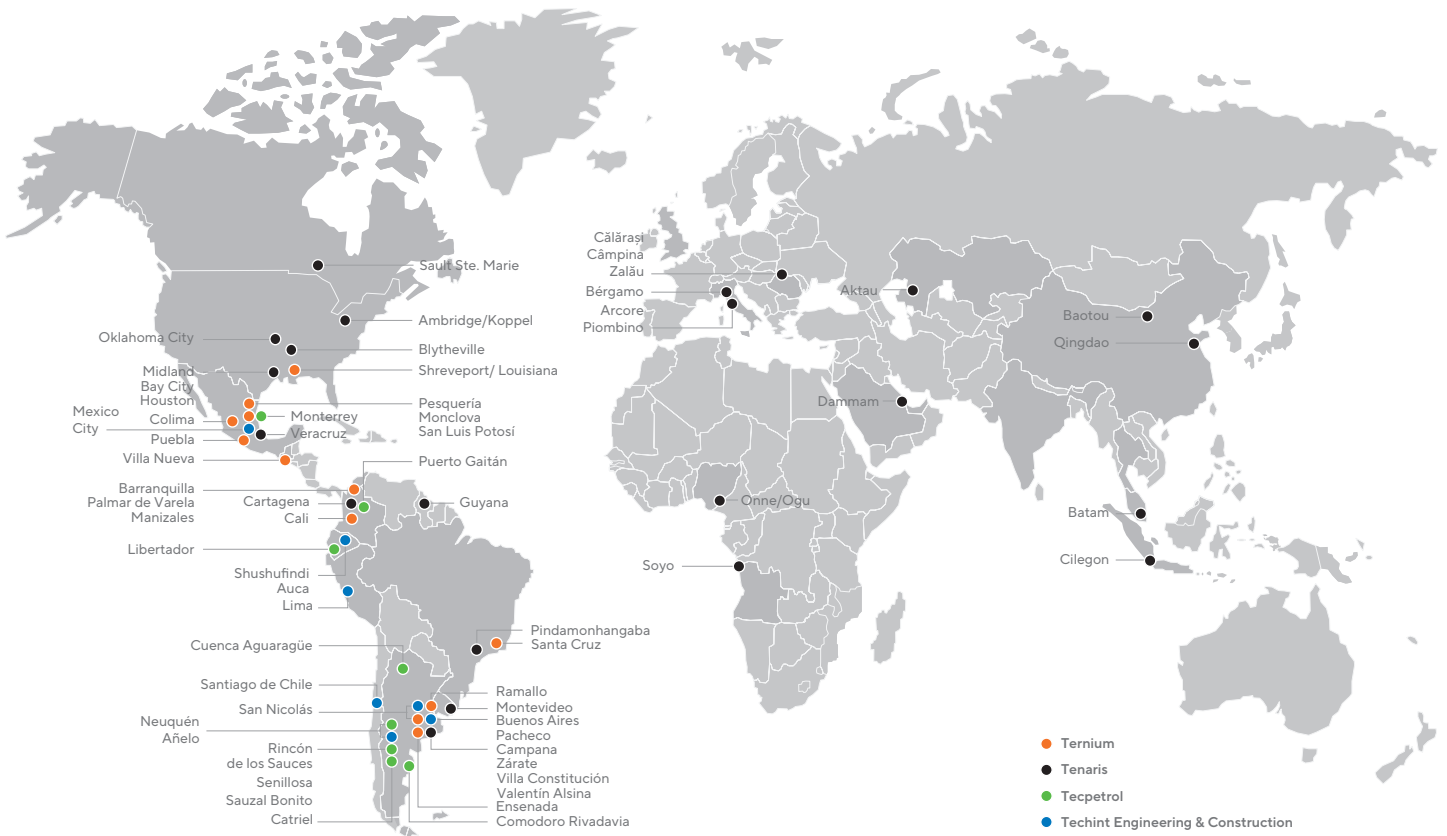 Sault Ste. Marie
Ambridge/Koppel
Oklahoma City
Blytheville
Midland
Bay City
Houston
Shreveport/ Louisiana
Mexico
City
Colima
Puebla
Villa Nueva
Pesquería
Monclova
San Luis Potosí
Monterrey
Veracruz
Puerto Gaitán
Barranquilla
Palmar de Varela
Manizales
Cartagena
Cali
Guyana
Libertador
Shushufindi
Auca
Lima
Pindamonhangaba
Santa Cruz
Cuenca Aguaragüe
Santiago de Chile
San Nicolás
Neuquén
Añelo
Rincón
de los Sauces
Senillosa
Sauzal Bonito
Catriel
Ramallo
Montevideo
Buenos Aires
Pacheco
Campana
Zárate
Villa Constitución
Valentín Alsina
Ensenada
Comodoro Rivadavia
Călărași
Câmpina
Zalău
Bérgamo
Arcore
Piombino
Aktau
Baotou
Qingdao
Dammam
Onne/Ogu
Soyo
Batam
Cilegon
Ternium
Tenaris
Tecpetrol
Techint Engineering & Construction